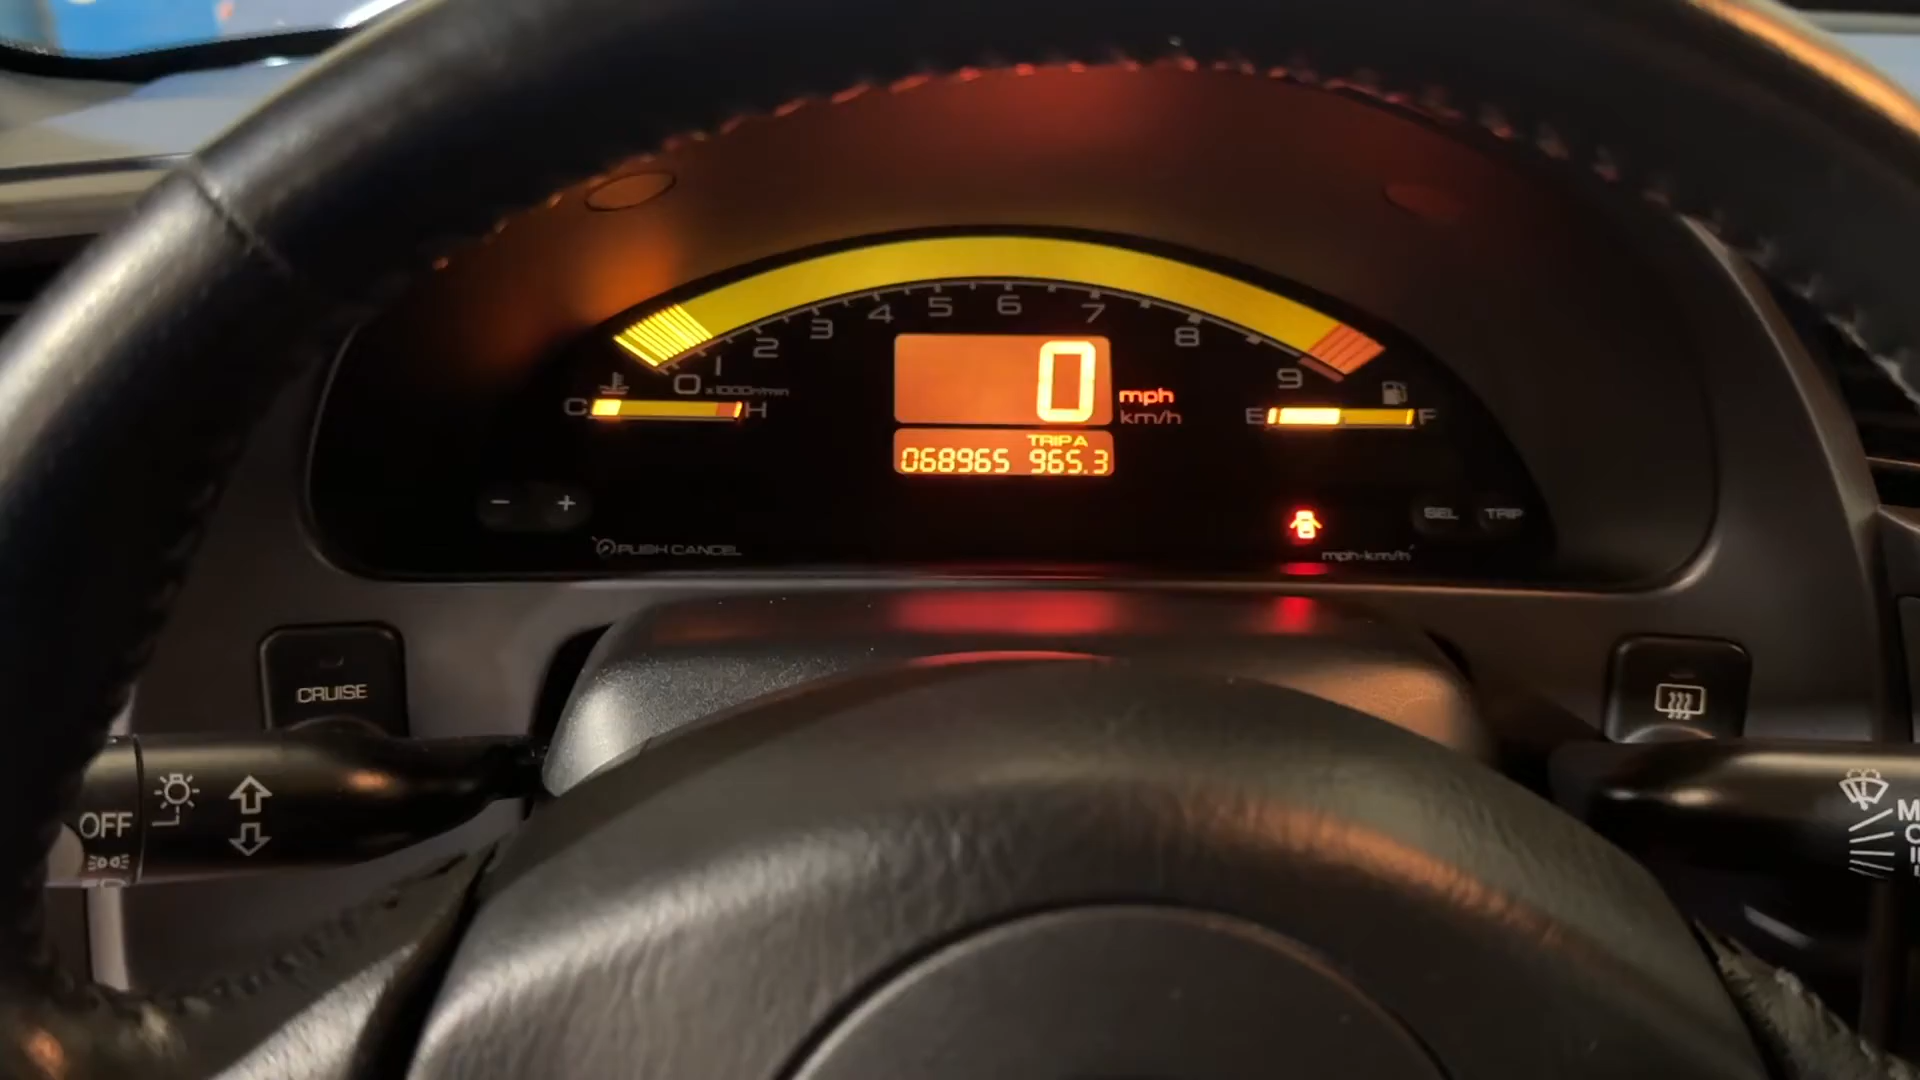 0 1 2 3 4 5 6 7 8 9
x1000r/min
C H
0
mph
km/h
E F
TRIP A
068965 965.3
- +
SEL TRIP
PUSH CANCEL
mph-km/h
CRUISE
OFF